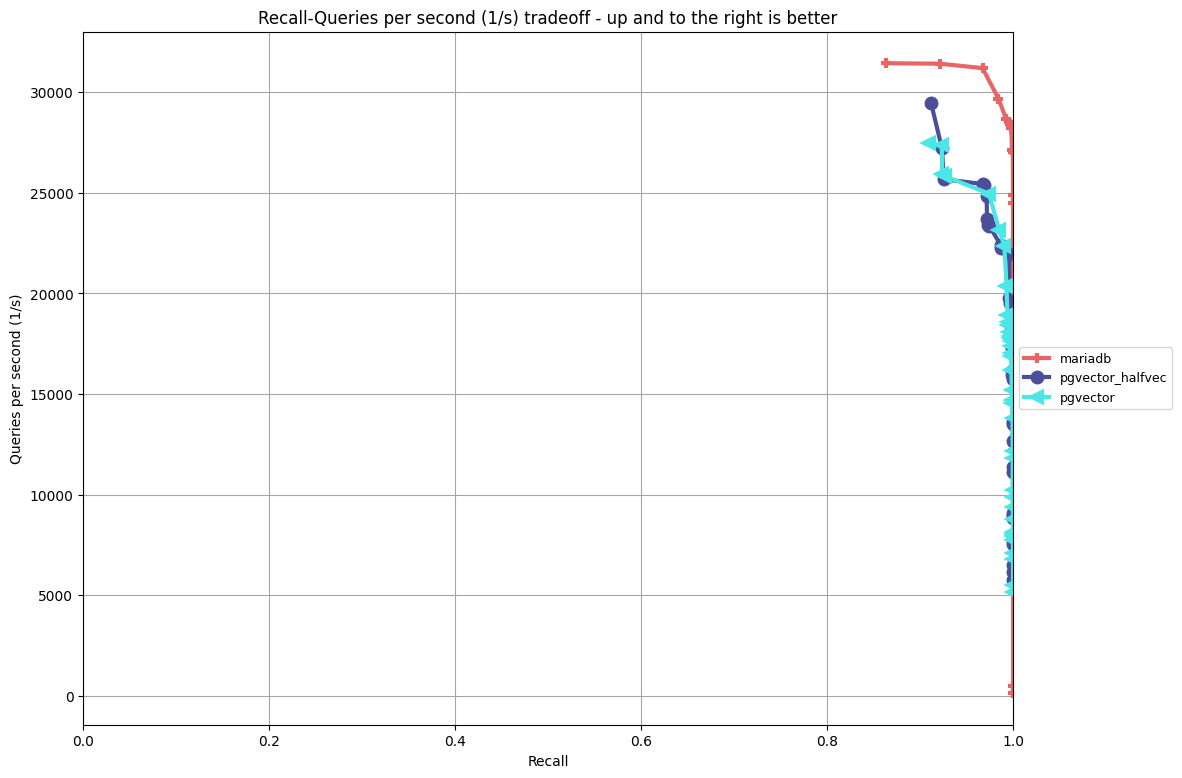 Recall-Queries per second (1/s) tradeoff - up and to the right is better
Queries per second (1/s)
30000
25000
20000
15000
10000
5000
0
0.0 0.2 0.4 0.6 0.8 1.0
Recall
mariadb
pgvector_halfvec
pgvector